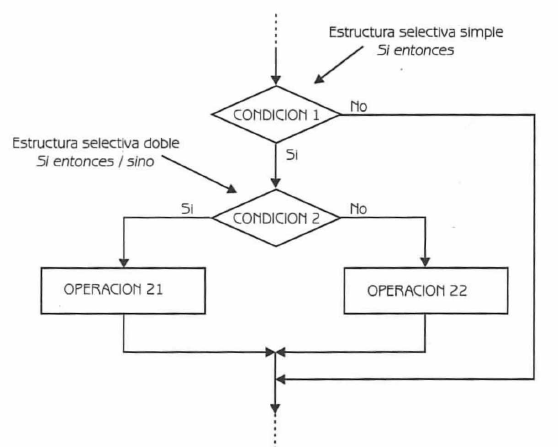 Estructura selectiva simple
Si entonces
CONDICION 1
No
Estructura selectiva doble
Si entonces / sino
Si
Si
CONDICION 2
No
OPERACION 21
OPERACION 22